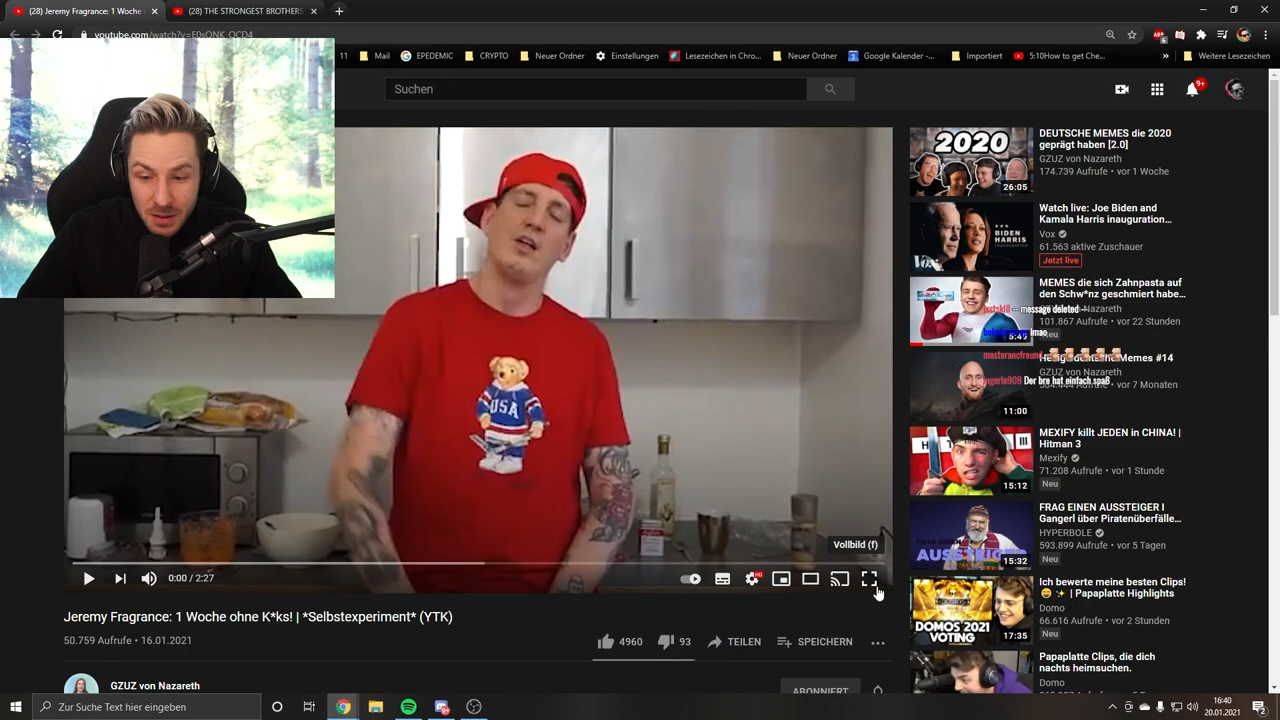 (28) Jeremy Fragrance: 1 Woche
(28) THE STRONGEST BROTHERS
youtube.com/watch?v=E0sQNK_QCD4
11
Mail
EPEDEMIC
CRYPTO
Neuer Ordner
Einstellungen
Lesezeichen in Chro...
Neuer Ordner
Google Kalender -...
Importiert
5:10How to get Che...
Weitere Lesezeichen
Suchen
9+
2020
26:05
DEUTSCHE MEMES die 2020
geprägt haben [2.0]
GZUZ von Nazareth
174.739 Aufrufe • vor 1 Woche
BIDEN
HARRIS
Watch live: Joe Biden and
Kamala Harris inauguration...
Vox
61.563 aktive Zuschauer
Jetzt live
5:49
MEMES die sich Zahnpasta auf
den Schw*nz geschmiert habe...
Nazareth
— message deleted —
101.867 Aufrufe • vor 22 Stunden
lmao
masterancfreund
11:00
Memes #14
GZUZ von Nazareth
Der bre hat einfach spaß
Aufrufe • vor 7 Monaten
III
15:12
MEXIFY killt JEDEN in CHINA! |
Hitman 3
Mexify
71.208 Aufrufe • vor 1 Stunde
Neu
15:32
FRAG EINEN AUSSTEIGER I
Gangerl über Piratenüberfälle...
HYPERBOLE
593.899 Aufrufe • vor 5 Tagen
Neu
DOMOS 2021
VOTING
17:35
Ich bewerte meine besten Clips!
| Papaplatte Highlights
Domo
66.616 Aufrufe • vor 2 Stunden
Neu
Papaplatte Clips, die dich
nachts heimsuchen.
USA
Vollbild (f)
0:00 / 2:27
HD
Jeremy Fragrance: 1 Woche ohne K*ks! | *Selbstexperiment* (YTK)
50.759 Aufrufe • 16.01.2021
4960
93
TEILEN
SPEICHERN
GZUZ von Nazareth
ABONNIERT
Zur Suche Text hier eingeben
16:40
20.01.2021